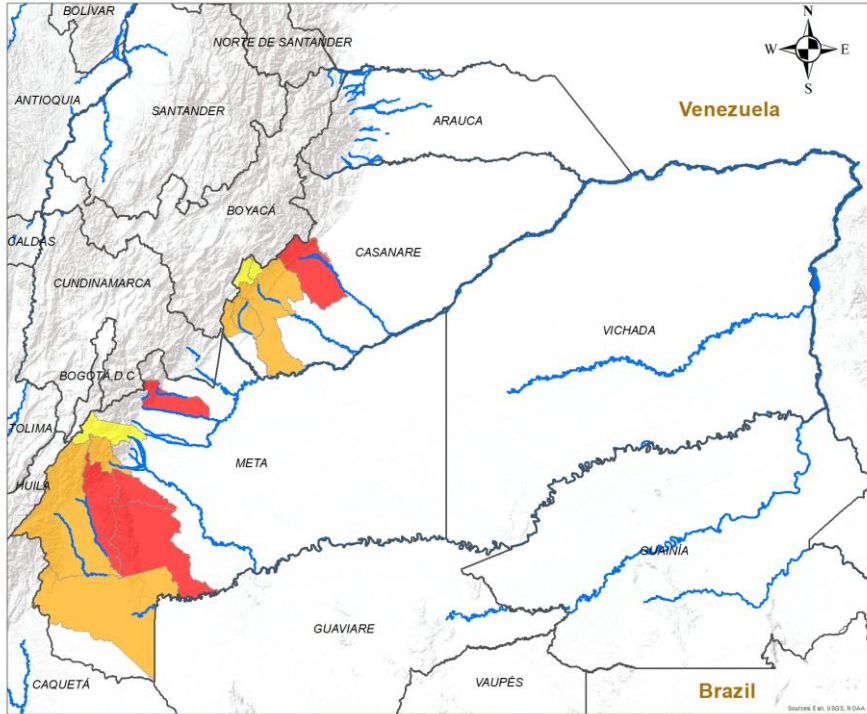 BOLÍVAR
N
W E
S
NORTE DE SANTANDER
ANTIOQUIA
SANTANDER
Venezuela
ARAUCA
BOYACÁ
CALDAS
CASANARE
CUNDINAMARCA
VICHADA
BOGOTÁ,D.C
TOLIMA
META
HUILA
GUAINÍA
GUAVIARE
CAQUETÁ
VAUPÉS
Brazil
Sources: Esri, USGS, NOAA